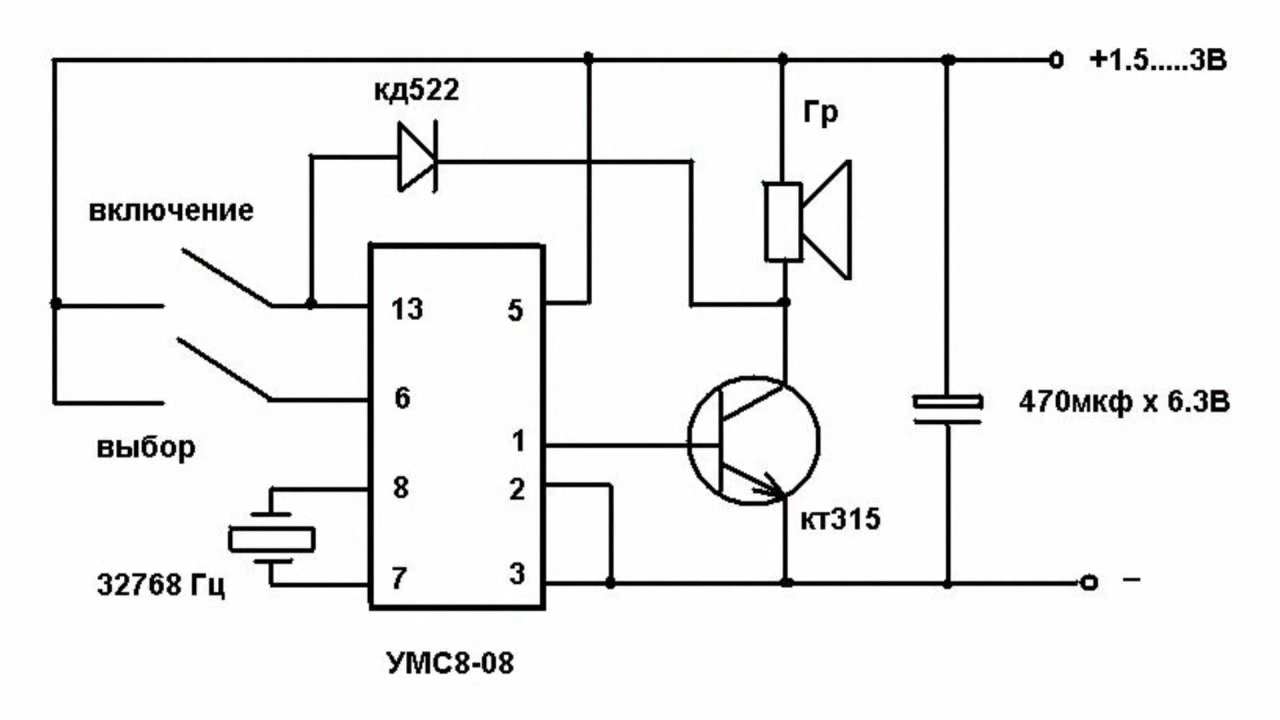 +1.5.....3В
кд522
Гр
включение
13
5
6
470мкф x 6.3В
выбор
1
8
2
кт315
32768 Гц
7
3
–
УМС8-08